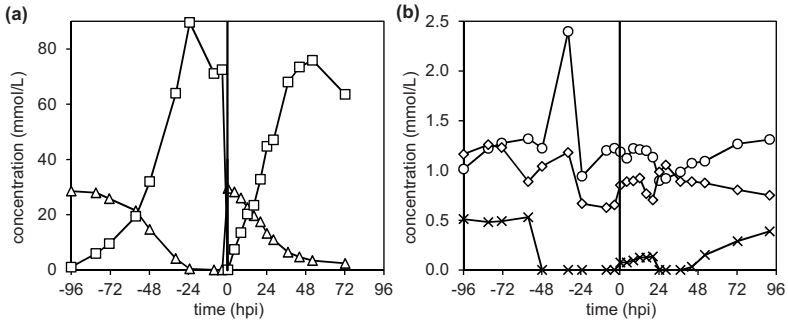 (a)
concentration (mmol/L)
80
60
40
20
0
-96 -72 -48 -24 0 24 48 72 96
time (hpi)
(b)
concentration (mmol/L)
2.5
2.0
1.5
1.0
0.5
0.0
-96 -72 -48 -24 0 24 48 72 96
time (hpi)